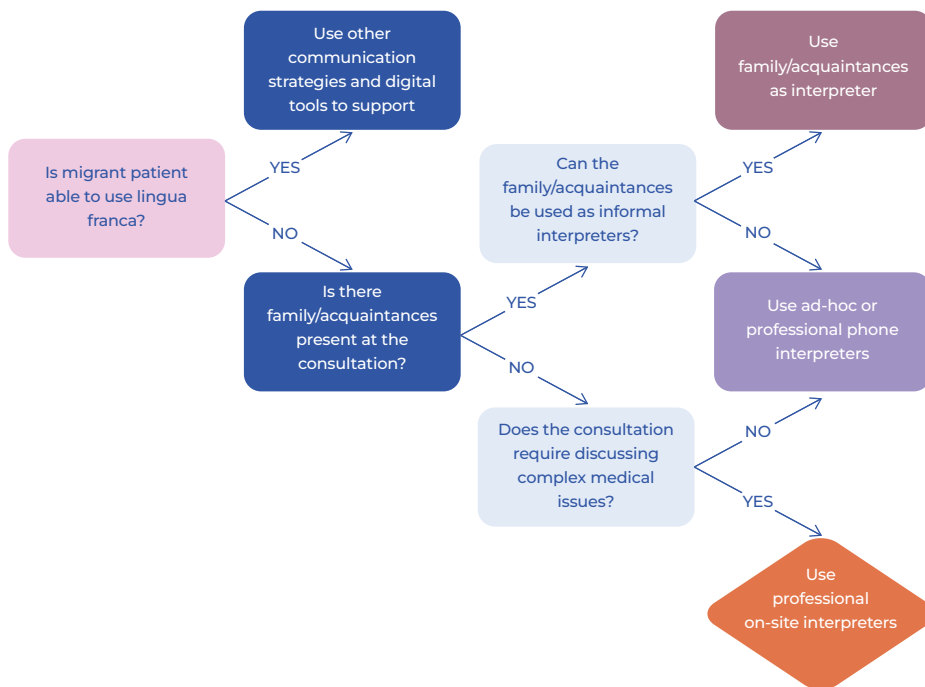 Use other
communication
strategies and digital
tools to support
Use
family/acquaintances
as interpreter
Is migrant patient
able to use lingua
franca?
YES
NO
Can the
family/acquaintances
be used as informal
interpreters?
YES
NO
Is there
family/acquaintances
present at the
consultation?
YES
NO
Use ad-hoc or
professional phone
interpreters
Does the consultation
require discussing
complex medical
issues?
NO
YES
Use
professional
on-site interpreters